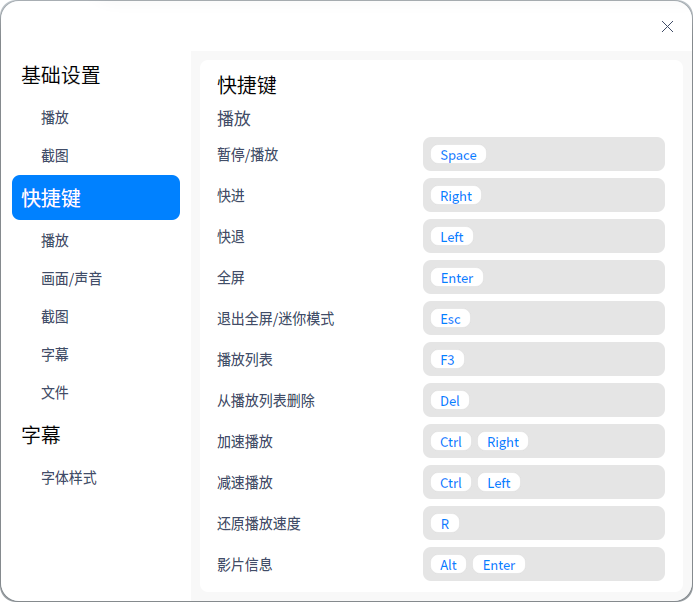 基础设置
播放
截图
快捷键
播放
画面/声音
截图
字幕
文件
字幕
字体样式
快捷键
播放
暂停/播放 Space
快进 Right
快退 Left
全屏 Enter
退出全屏/迷你模式 Esc
播放列表 F3
从播放列表删除 Del
加速播放 Ctrl Right
减速播放 Ctrl Left
还原播放速度 R
影片信息 Alt Enter